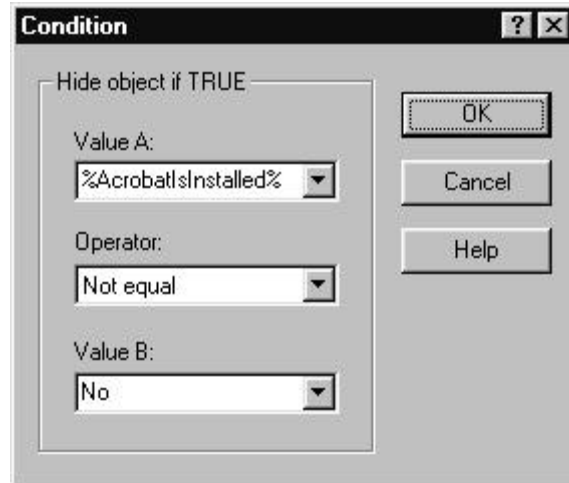 Condition
Hide object if TRUE
Value A:
%AcrobatIsInstalled%
Operator:
Not equal
Value B:
No
OK
Cancel
Help